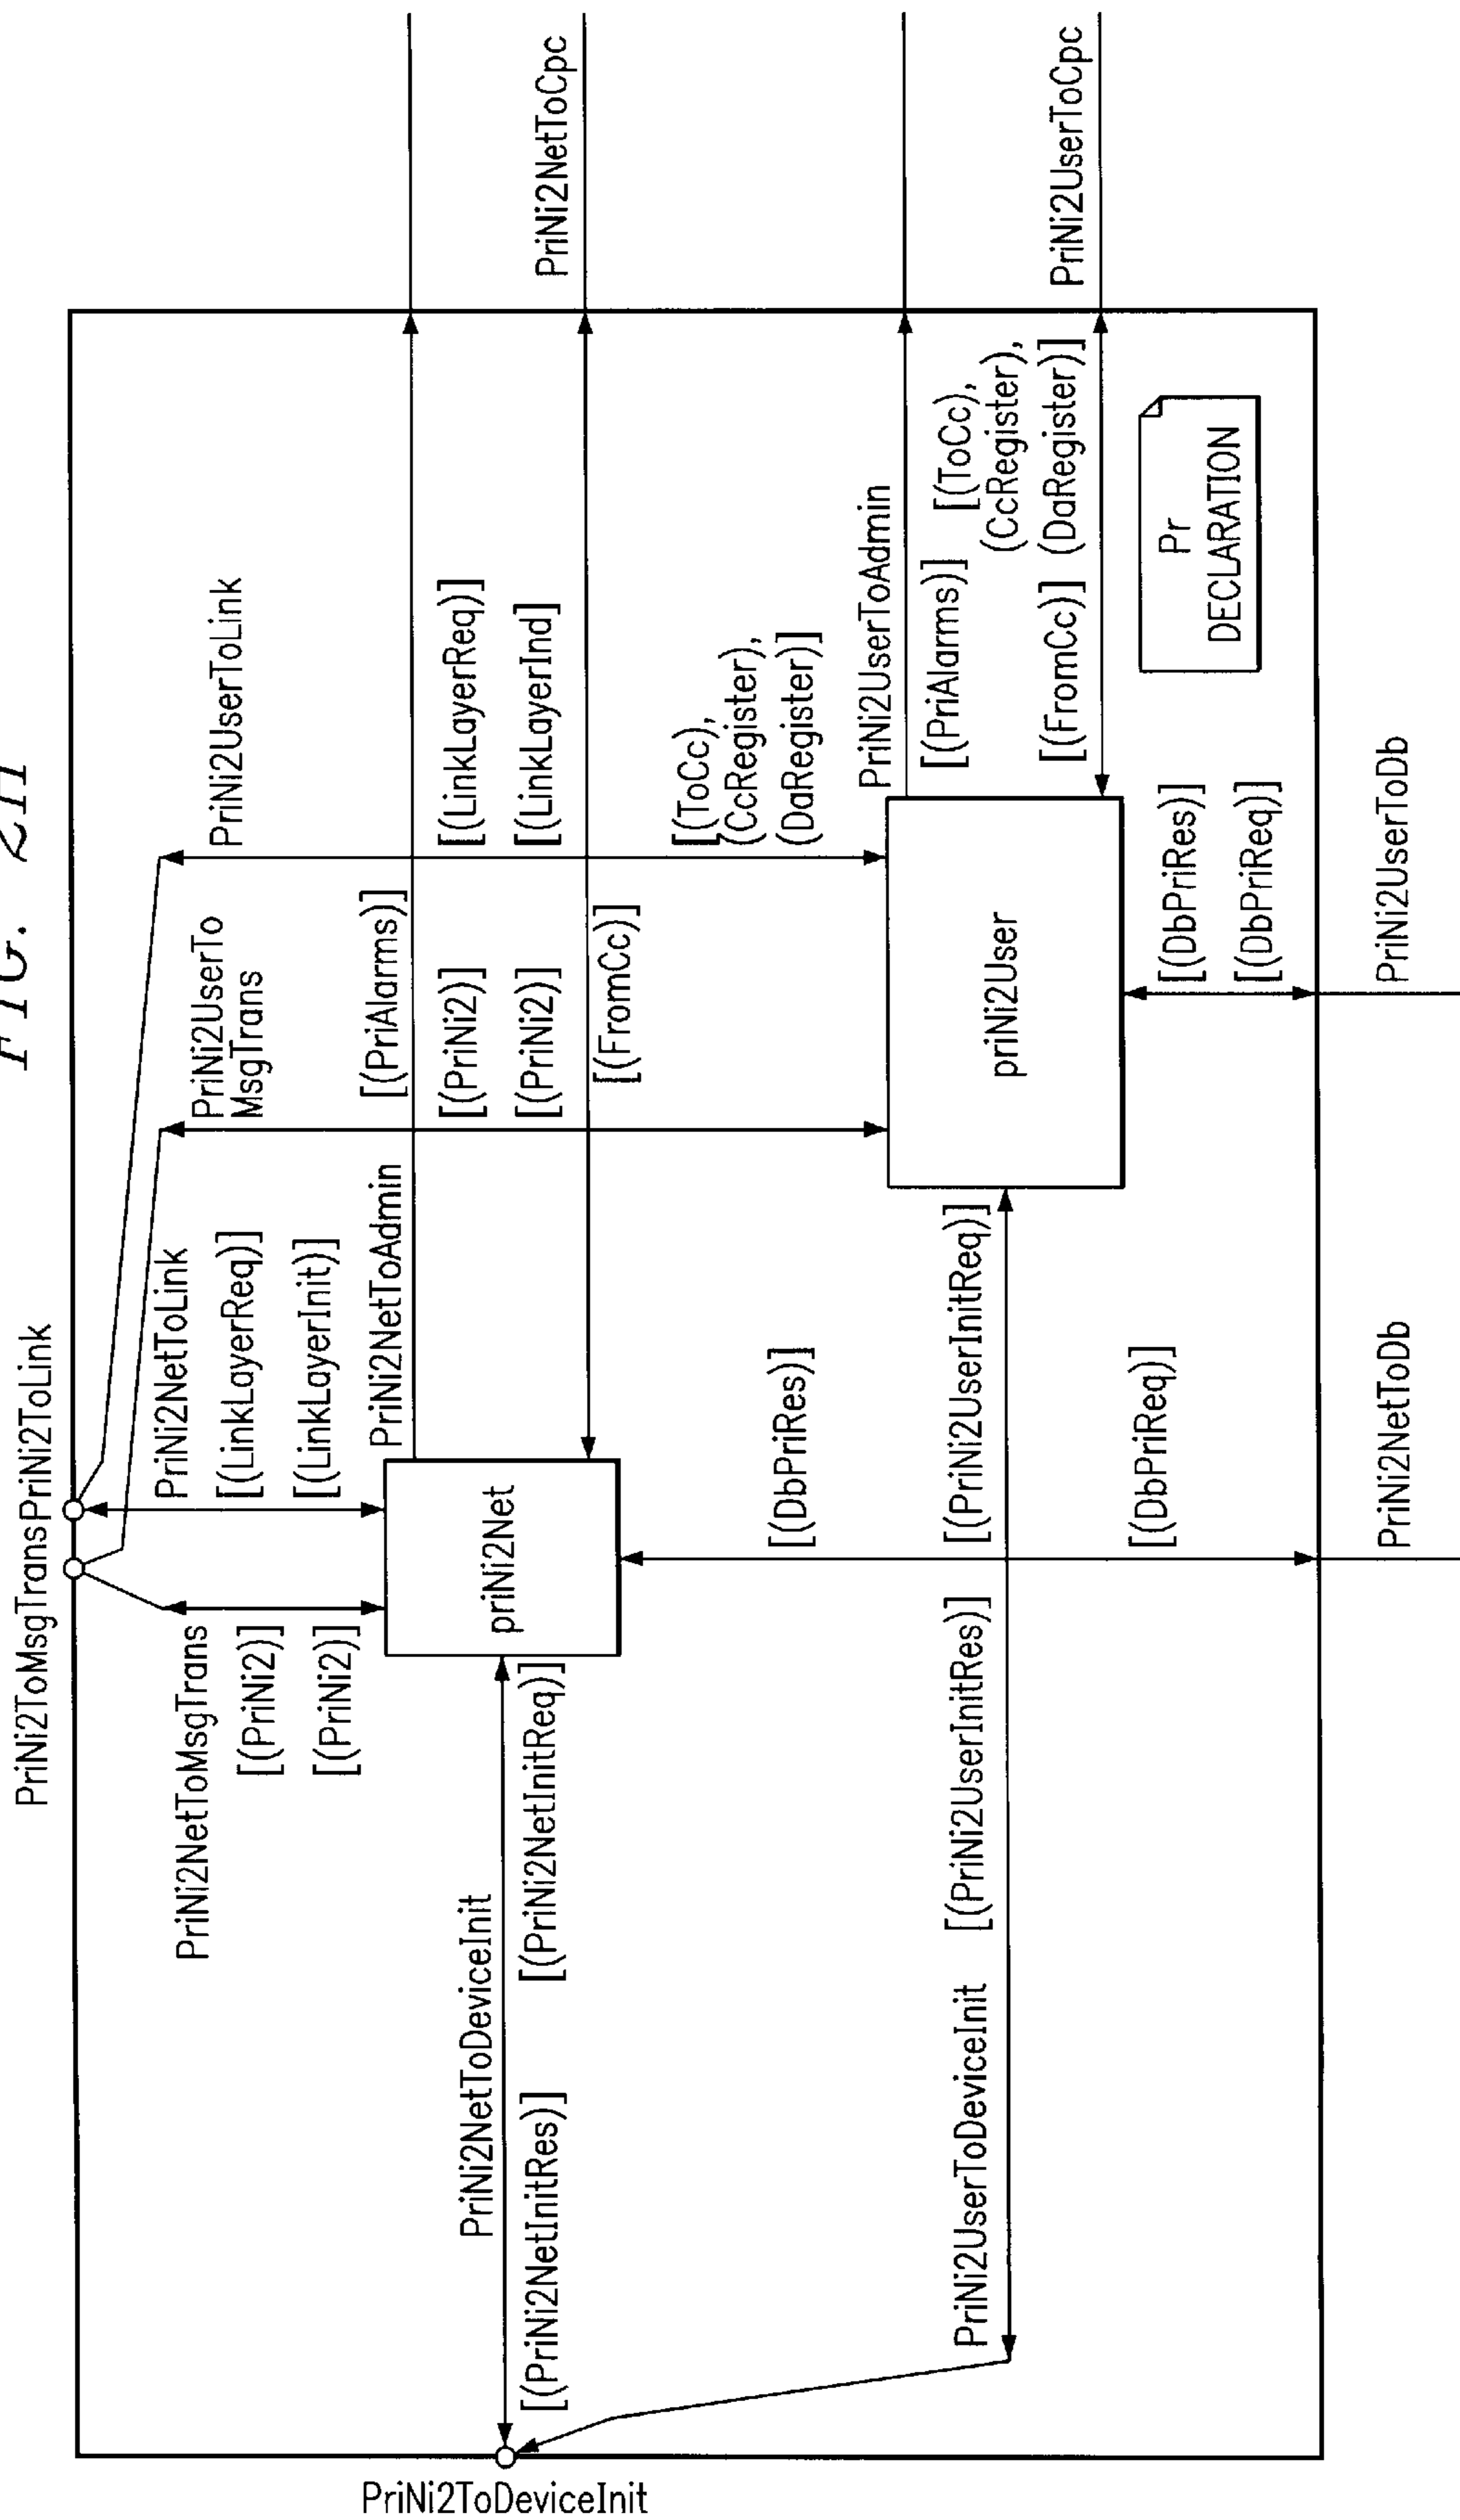 FIG. 2H
PriNi2ToMsgTrans
PriNi2ToLink
PriNi2UserToLink
PriNi2UserTo
MsgTrans
PriNi2NetToLink
[(LinkLayerReq)]
[(LinkLayerInit)]
PriNi2NetToMsgTrans
[(PriNi2)]
[(PriNi2)]
PriNi2NetToAdmin
[(PriAlarms)]
[(PriNi2)]
[(LinkLayerReq)]
[(PriNi2)]
[(LinkLayerInd]
PriNi2NetToCpc
PriNi2NetToDeviceInit
priNi2Net
[(PriNi2NetInitRes)]
[(PriNi2NetInitReq)]
[(FromCc)]
[(ToCc),
(CcRegister),
(DaRegister)]
PriNi2ToDeviceInit
[(DbPriRes)]
PriNi2UserToAdmin
[(PriAlarms)]
[(ToCc),
(CcRegister),
(DaRegister)]
[(FromCc)]
PriNi2UserToCpc
PriNi2UserToDeviceInit
[(PriNi2UserInitRes)]
[(PriNi2UserInitReq)]
priNi2User
[(DbPriReq)]
[(DbPriRes)]
[(DbPriReq)]
Pr
DECLARATION
PriNi2NetToDb
PriNi2UserToDb